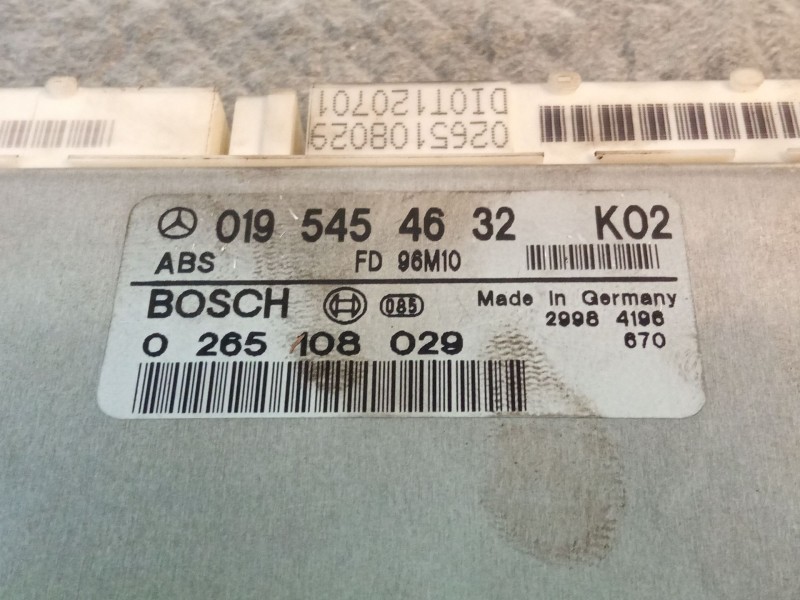 0265108029
DIOT120701
019 545 46 32 K02
ABS FD 96M10
BOSCH 085 Made in Germany
2998 4196
0 265 108 029 670